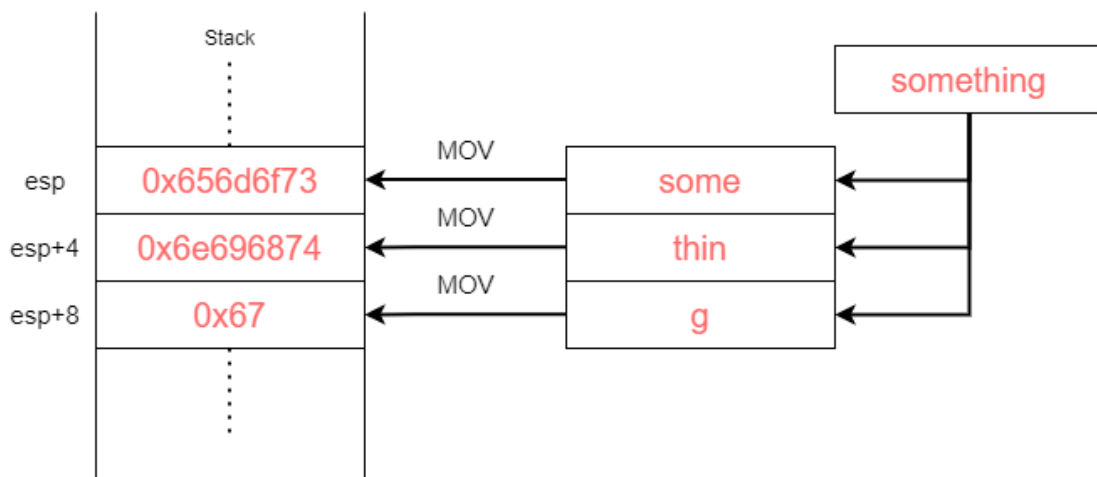 Stack
something
MOV
esp 0x656d6f73 some
MOV
esp+4 0x6e696874 thin
MOV
esp+8 0x67 g